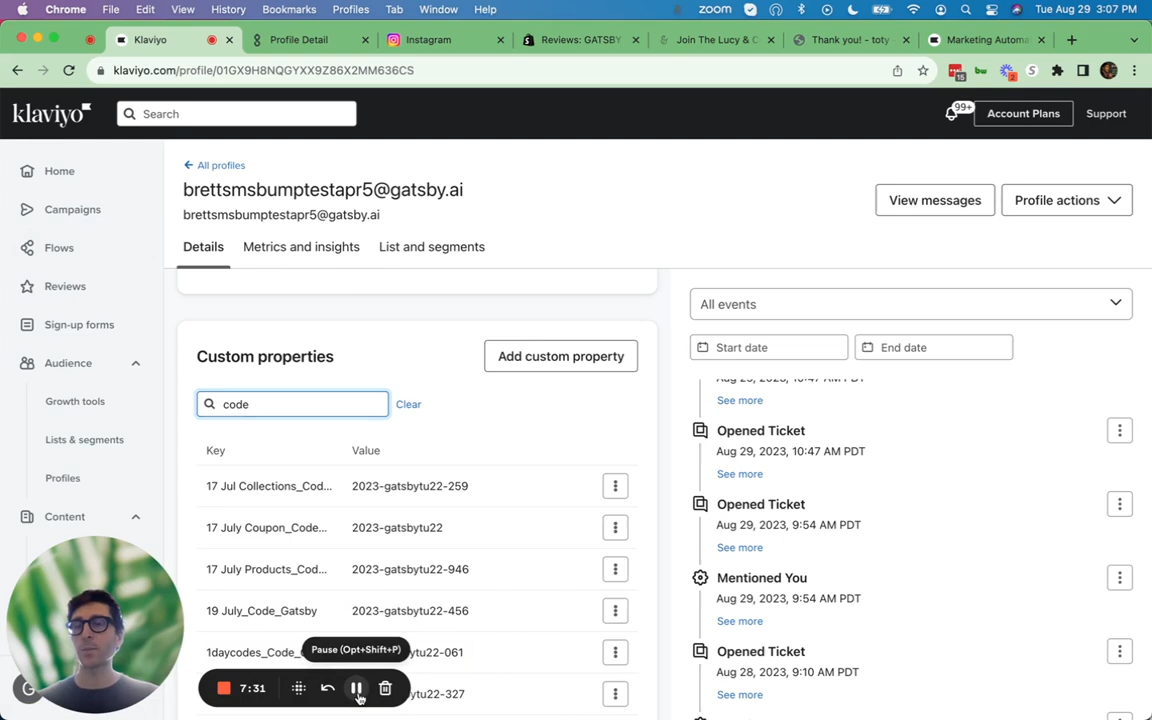 Chrome File Edit View History Bookmarks Profiles Tab Window Help zoom Tue Aug 29 3:07 PM
Klaviyo Profile Detail Instagram Reviews: GATSBY Join The Lucy & C Thank you! - toty Marketing Automa
klaviyo.com/profile/01GX9H8NQGYXX9Z86X2MM636CS 15 2
klaviyo Search 99+ Account Plans Support
Home
Campaigns
Flows
Reviews
Sign-up forms
Audience
Growth tools
Lists & segments
Profiles
Content
G
All profiles
brettsmsbumptestapr5@gatsby.ai
brettsmsbumptestapr5@gatsby.ai
View messages Profile actions
Details Metrics and insights List and segments
Custom properties Add custom property
code Clear
Key Value
17 Jul Collections_Cod... 2023-gatsbytu22-259
17 July Coupon_Code... 2023-gatsbytu22
17 July Products_Cod... 2023-gatsbytu22-946
19 July_Code_Gatsby 2023-gatsbytu22-456
1daycodes_Code_ ytu22-061
ytu22-327
Pause (Opt+Shift+P)
7:31
All events
Start date End date
Aug 29, 2023, 10:47 AM PDT
See more
Opened Ticket
Aug 29, 2023, 10:47 AM PDT
See more
Opened Ticket
Aug 29, 2023, 9:54 AM PDT
See more
Mentioned You
Aug 29, 2023, 9:54 AM PDT
See more
Opened Ticket
Aug 28, 2023, 9:10 AM PDT
See more